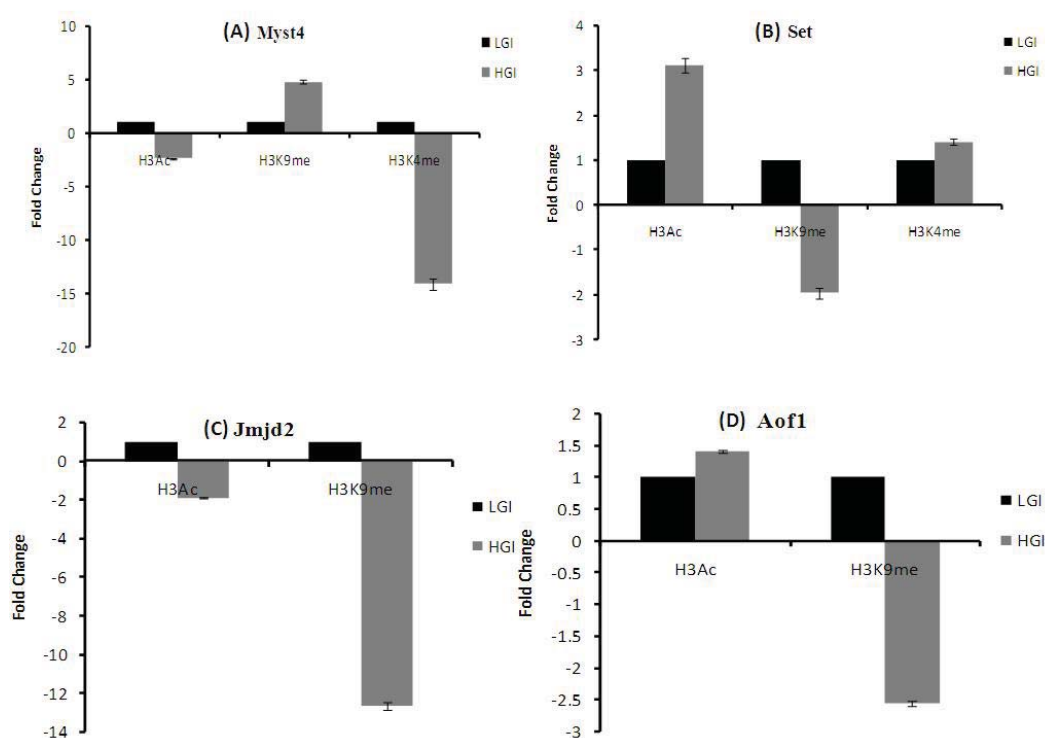 (A) Myst4
10
5
0
-5
-10
-15
-20
Fold Change
H3Ac
H3K9me
H3K4me
LGI
HGI
(B) Set
4
3
2
1
0
-1
-2
-3
Fold Change
H3Ac
H3K9me
H3K4me
LGI
HGI
(C) Jmjd2
2
0
-2
-4
-6
-8
-10
-12
-14
Fold Change
H3Ac
H3K9me
LGI
HGI
(D) Aof1
2
1.5
1
0.5
0
-0.5
-1
-1.5
-2
-2.5
-3
Fold Change
H3Ac
H3K9me
LGI
HGI